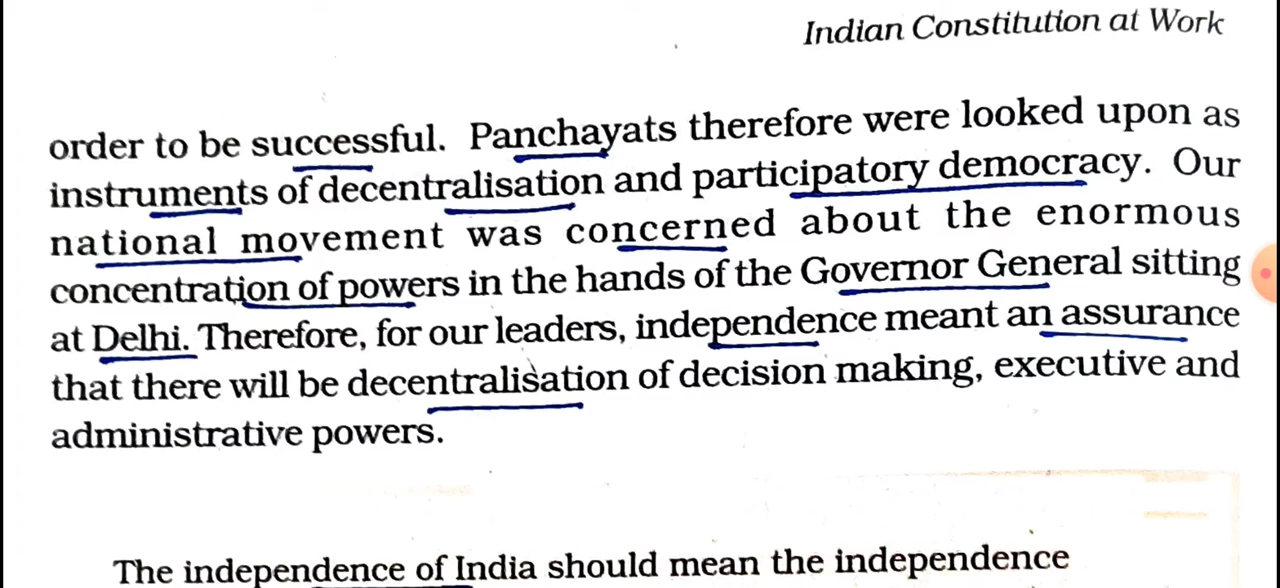 Indian Constitution at Work
order to be successful. Panchayats therefore were looked upon as
instruments of decentralisation and participatory democracy. Our
national movement was concerned about the enormous
concentration of powers in the hands of the Governor General sitting
at Delhi. Therefore, for our leaders, independence meant an assurance
that there will be decentralisation of decision making, executive and
administrative powers.
The independence of India should mean the independence